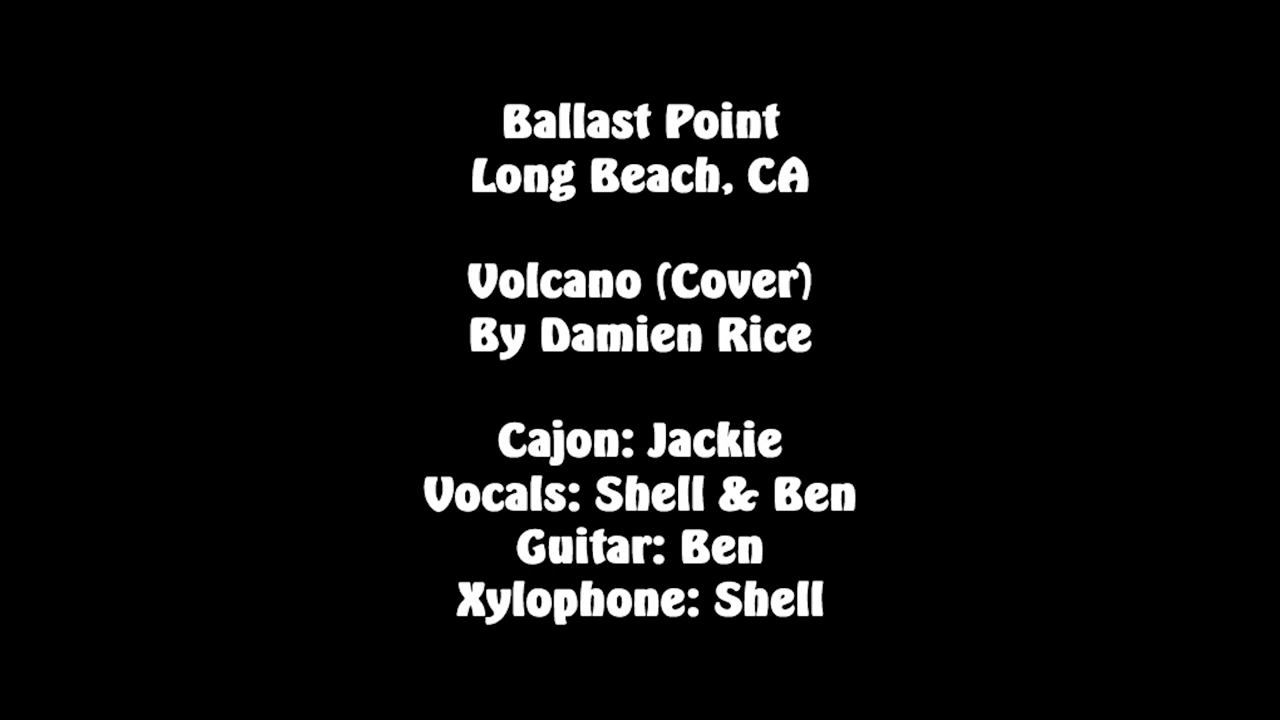 Ballast Point
Long Beach, CA
Volcano (Cover)
By Damien Rice
Cajon: Jackie
Vocals: Shell & Ben
Guitar: Ben
Xylophone: Shell